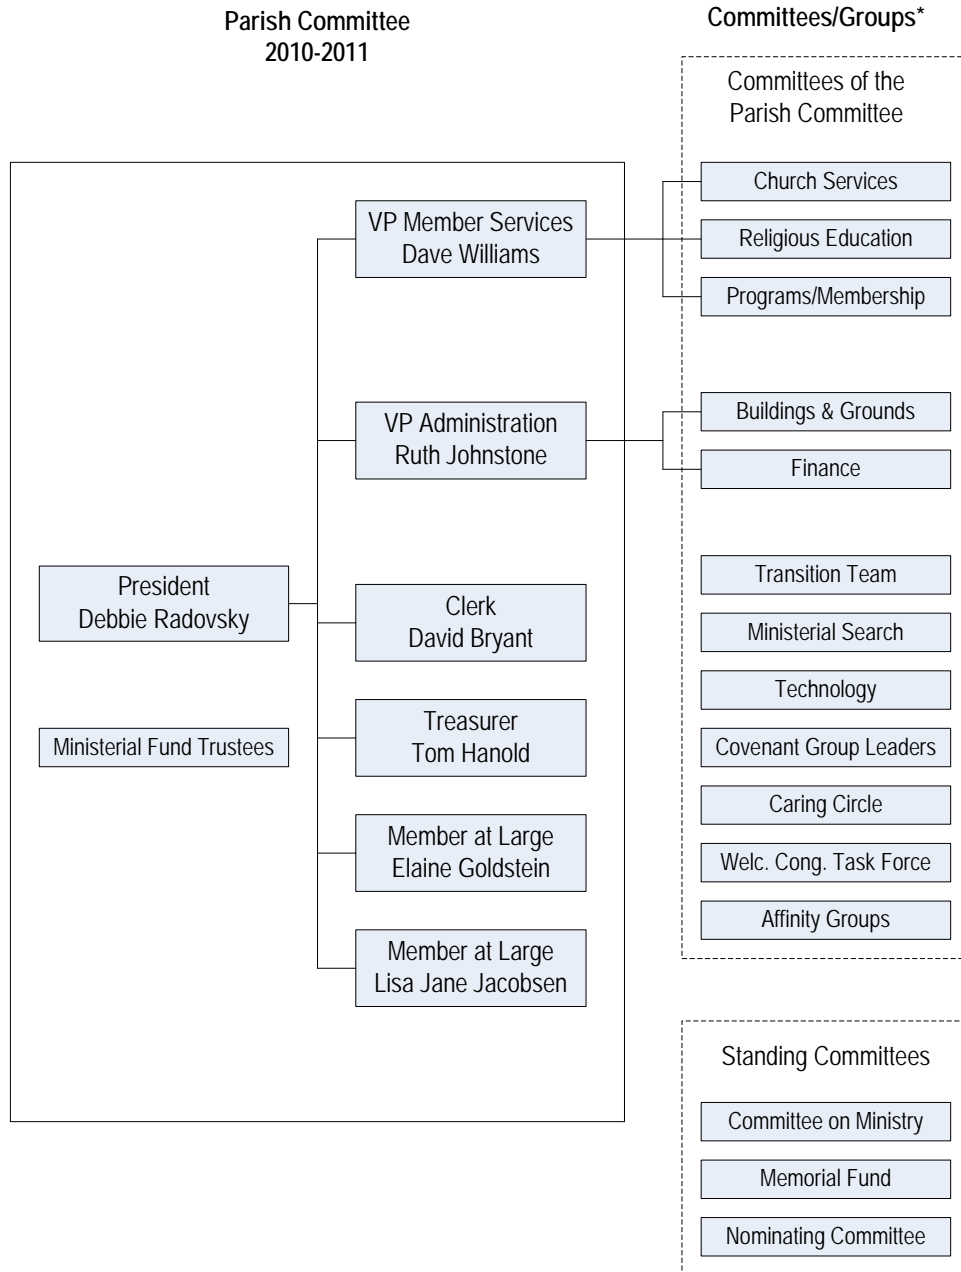 Parish Committee
2010-2011
Committees/Groups*
Committees of the
Parish Committee
VP Member Services
Dave Williams
Church Services
Religious Education
Programs/Membership
VP Administration
Ruth Johnstone
Buildings & Grounds
Finance
President
Debbie Radovsky
Ministerial Fund Trustees
Clerk
David Bryant
Treasurer
Tom Hanold
Member at Large
Elaine Goldstein
Member at Large
Lisa Jane Jacobsen
Transition Team
Ministerial Search
Technology
Covenant Group Leaders
Caring Circle
Welc. Cong. Task Force
Affinity Groups
Standing Committees
Committee on Ministry
Memorial Fund
Nominating Committee